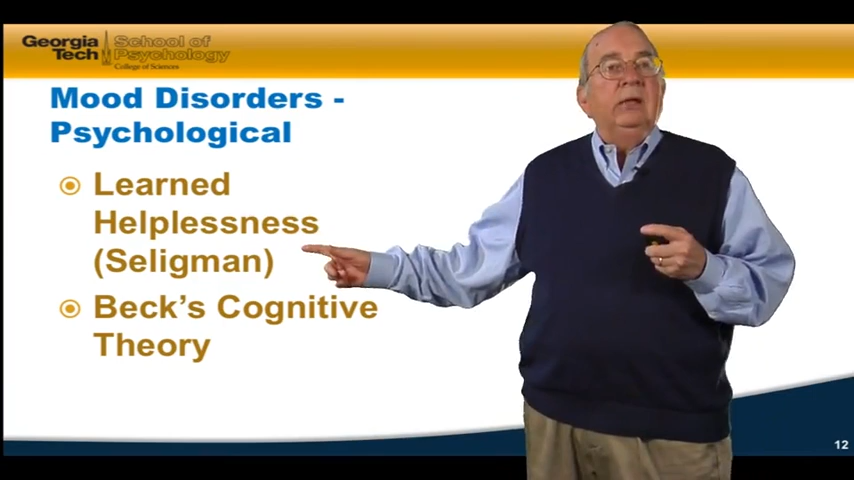 Georgia Tech
School of Psychology
College of Sciences
Mood Disorders -
Psychological
Learned
Helplessness
(Seligman)
Beck's Cognitive
Theory
12